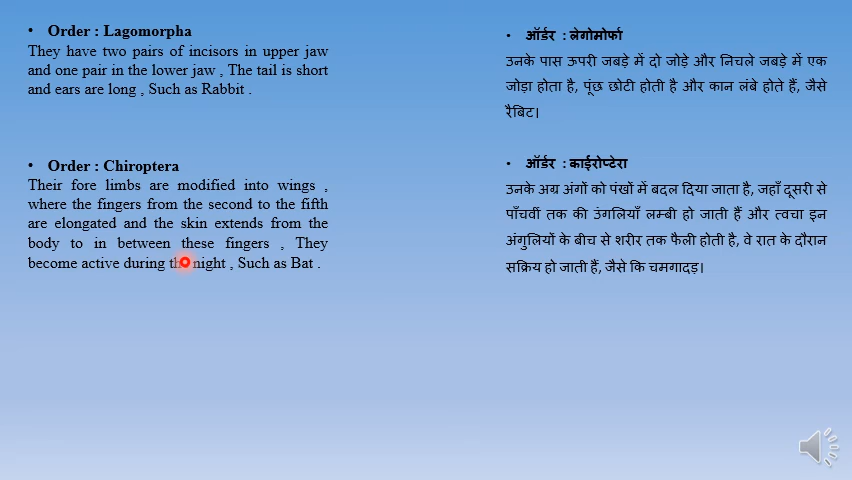 • Order : Lagomorpha
They have two pairs of incisors in upper jaw
and one pair in the lower jaw , The tail is short
and ears are long , Such as Rabbit .
• Order : Chiroptera
Their fore limbs are modified into wings ,
where the fingers from the second to the fifth
are elongated and the skin extends from the
body to in between these fingers , They
become active during the night , Such as Bat .
• ऑर्डर : लेगोमोर्फा
उनके पास ऊपरी जबड़े में दो जोड़े और निचले जबड़े में एक
जोड़ा होता है, पूंछ छोटी होती है और कान लंबे होते हैं, जैसे
रैबिट।
• ऑर्डर : काईरोप्टेरा
उनके अग्र अंगों को पंखों में बदल दिया जाता है, जहाँ दूसरी से
पाँचवीं तक की उंगलियाँ लम्बी हो जाती हैं और त्वचा इन
अंगुलियों के बीच से शरीर तक फैली होती है, वे रात के दौरान
सक्रिय हो जाती हैं, जैसे कि चमगादड़।